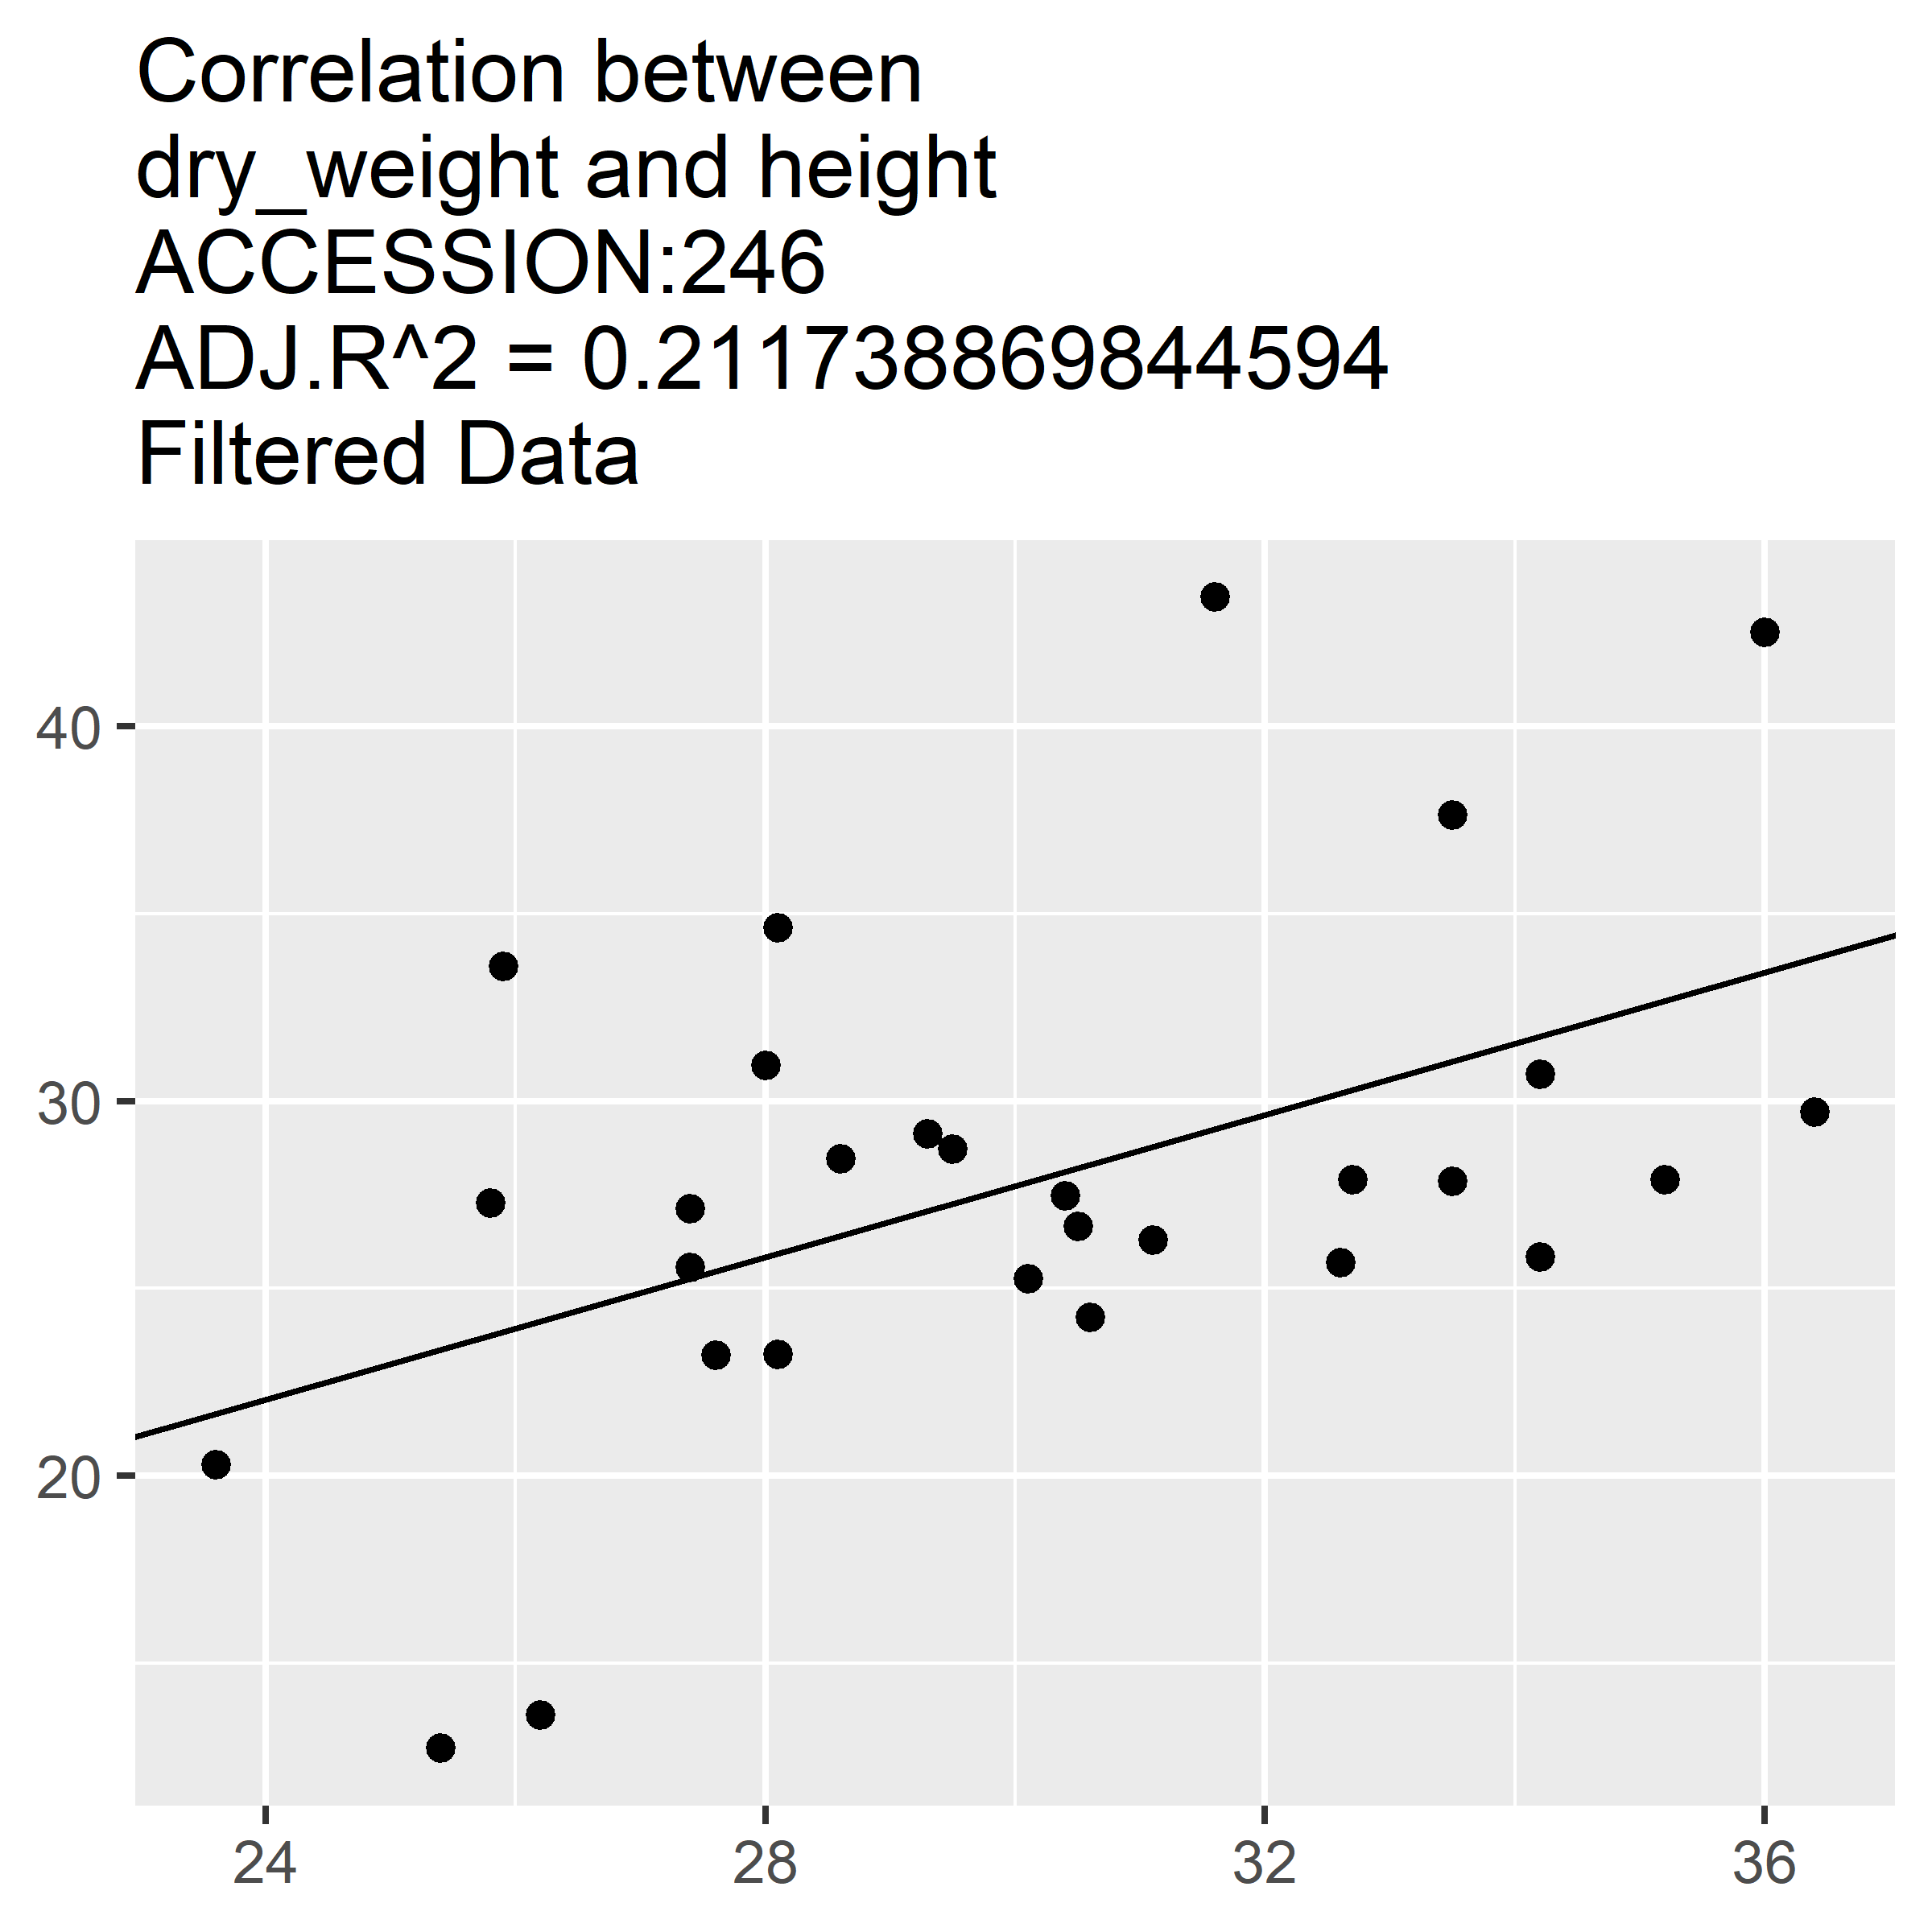 Correlation between
dry_weight and height
ACCESSION:246
ADJ.R^2 = 0.211738869844594
Filtered Data
40
30
20
24 28 32 36